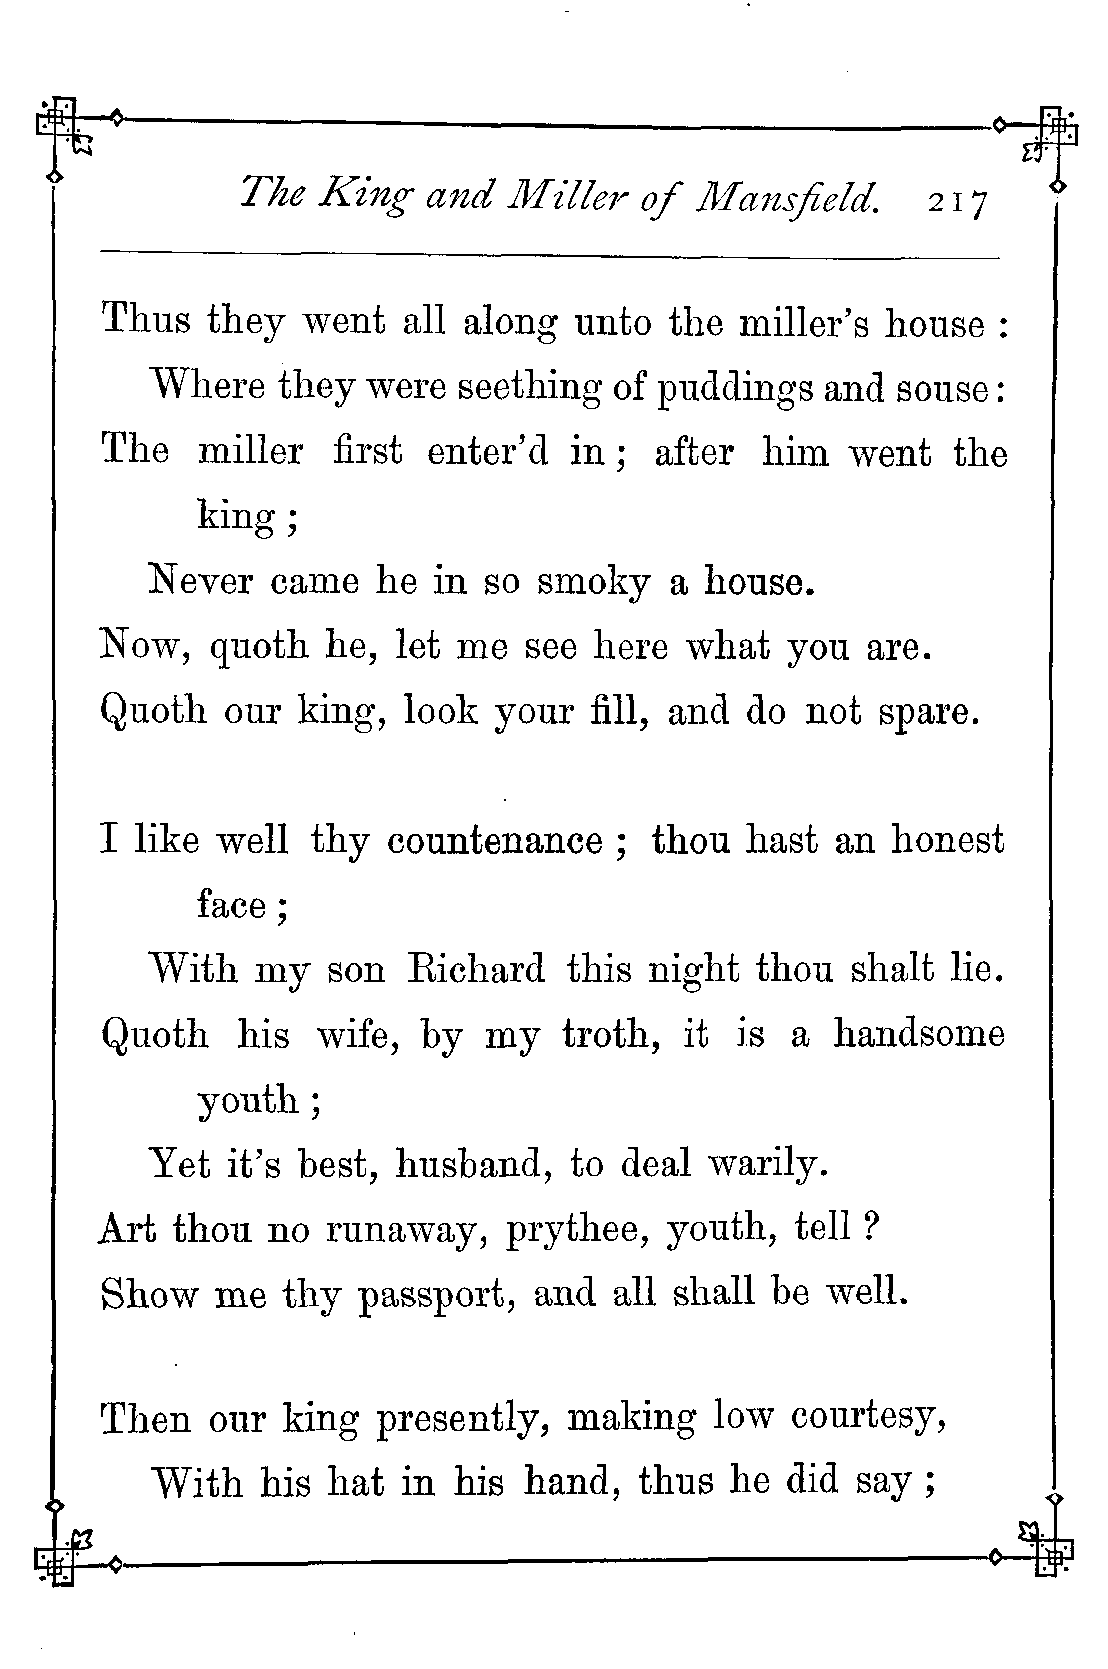 The King and Miller of Mansfield. 217
Thus they went all along unto the miller's house :
Where they were seething of puddings and souse :
The miller first enter'd in ; after him went the
king ;
Never came he in so smoky a house.
Now, quoth he, let me see here what you are.
Quoth our king, look your fill, and do not spare.
I like well thy countenance ; thou hast an honest
face ;
With my son Richard this night thou shalt lie.
Quoth his wife, by my troth, it is a handsome
youth ;
Yet it's best, husband, to deal warily.
Art thou no runaway, prythee, youth, tell ?
Show me thy passport, and all shall be well.
Then our king presently, making low courtesy,
With his hat in his hand, thus he did say ;